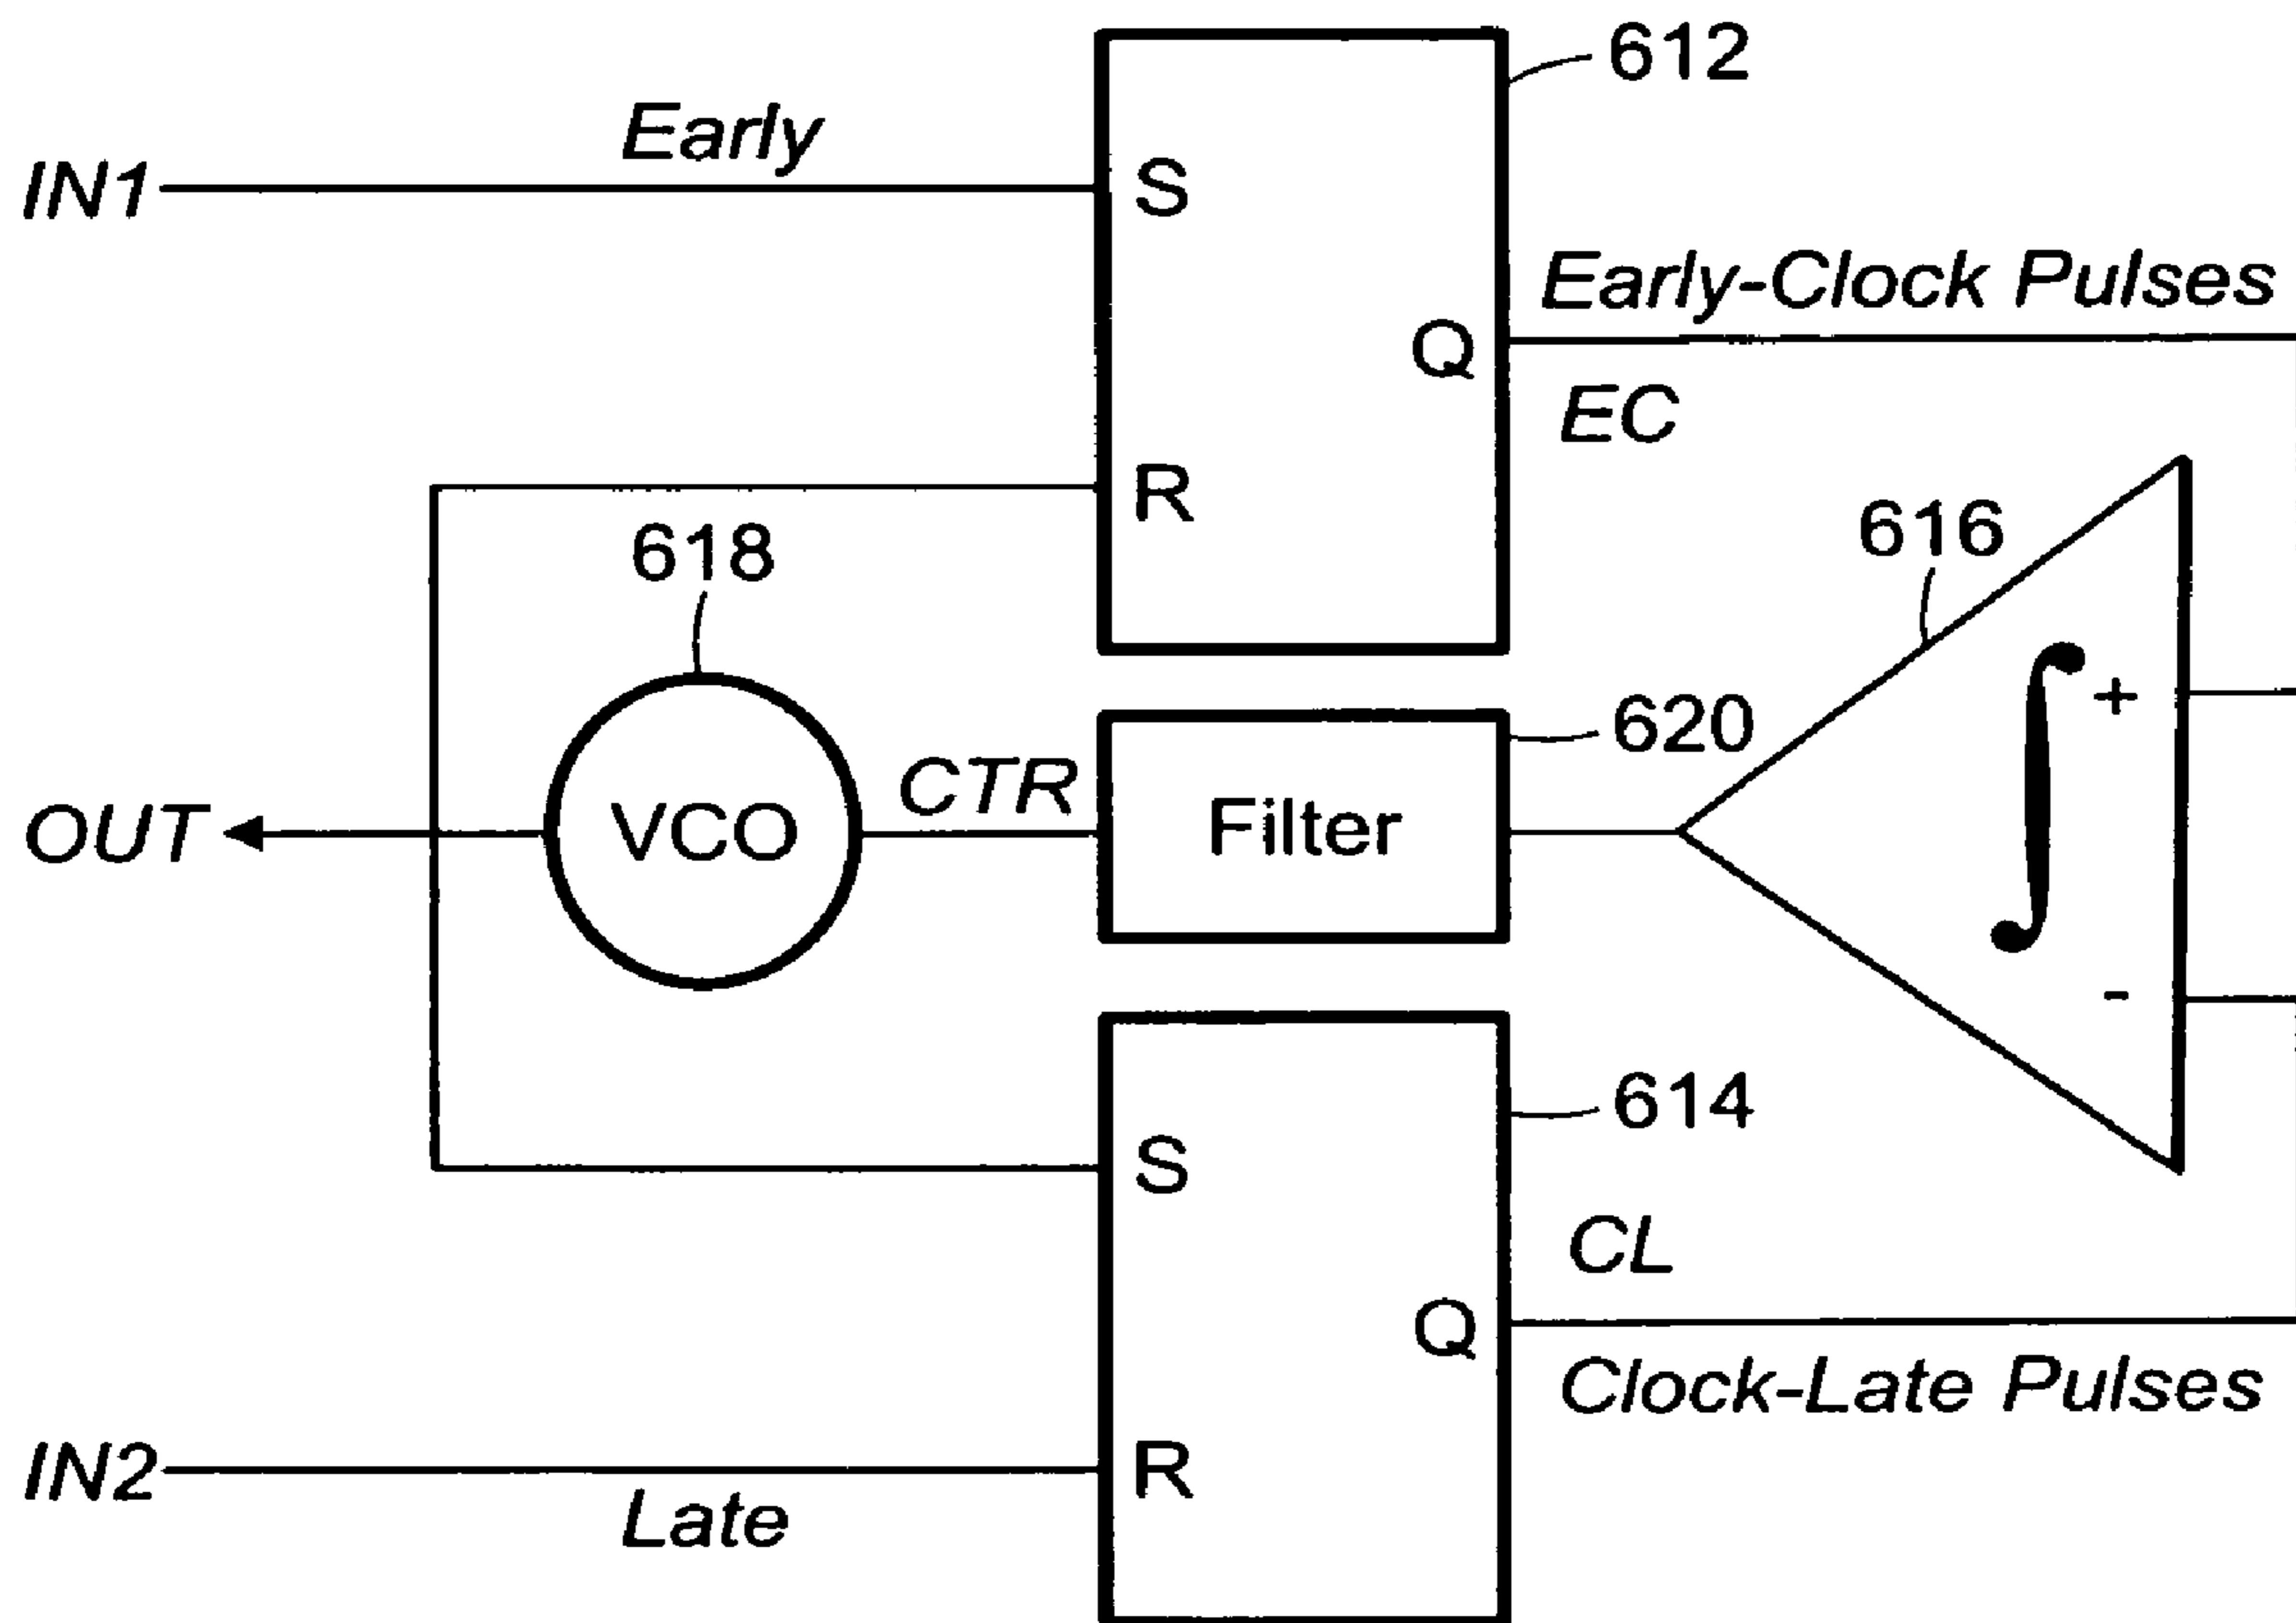 612
Early
IN1
S
Early-Clock Pulses
Q
EC
R
618
616
+
620
CTR
Filter
VCO
OUT
∫
-
614
S
CL
Q
Clock-Late Pulses
R
IN2
Late